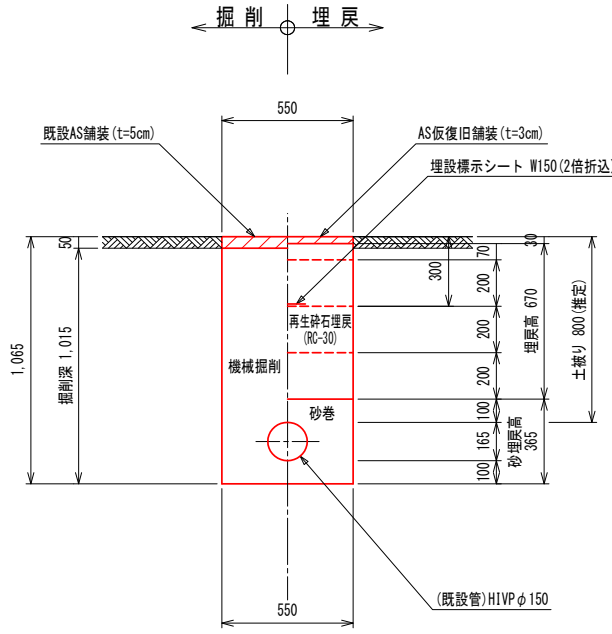 掘削 埋戻
550
既設AS舗装(t=5cm)
AS仮復旧舗装(t=3cm)
埋設標示シート W150(2倍折込)
50
30
70
300
200
再生砕石埋戻
(RC-30)
200
200
機械掘削
砂巻
100
165
100
1,065
掘削深 1,015
埋戻高 670
砂埋戻高
365
土被り 800(推定)
(既設管)HIVPφ150
550